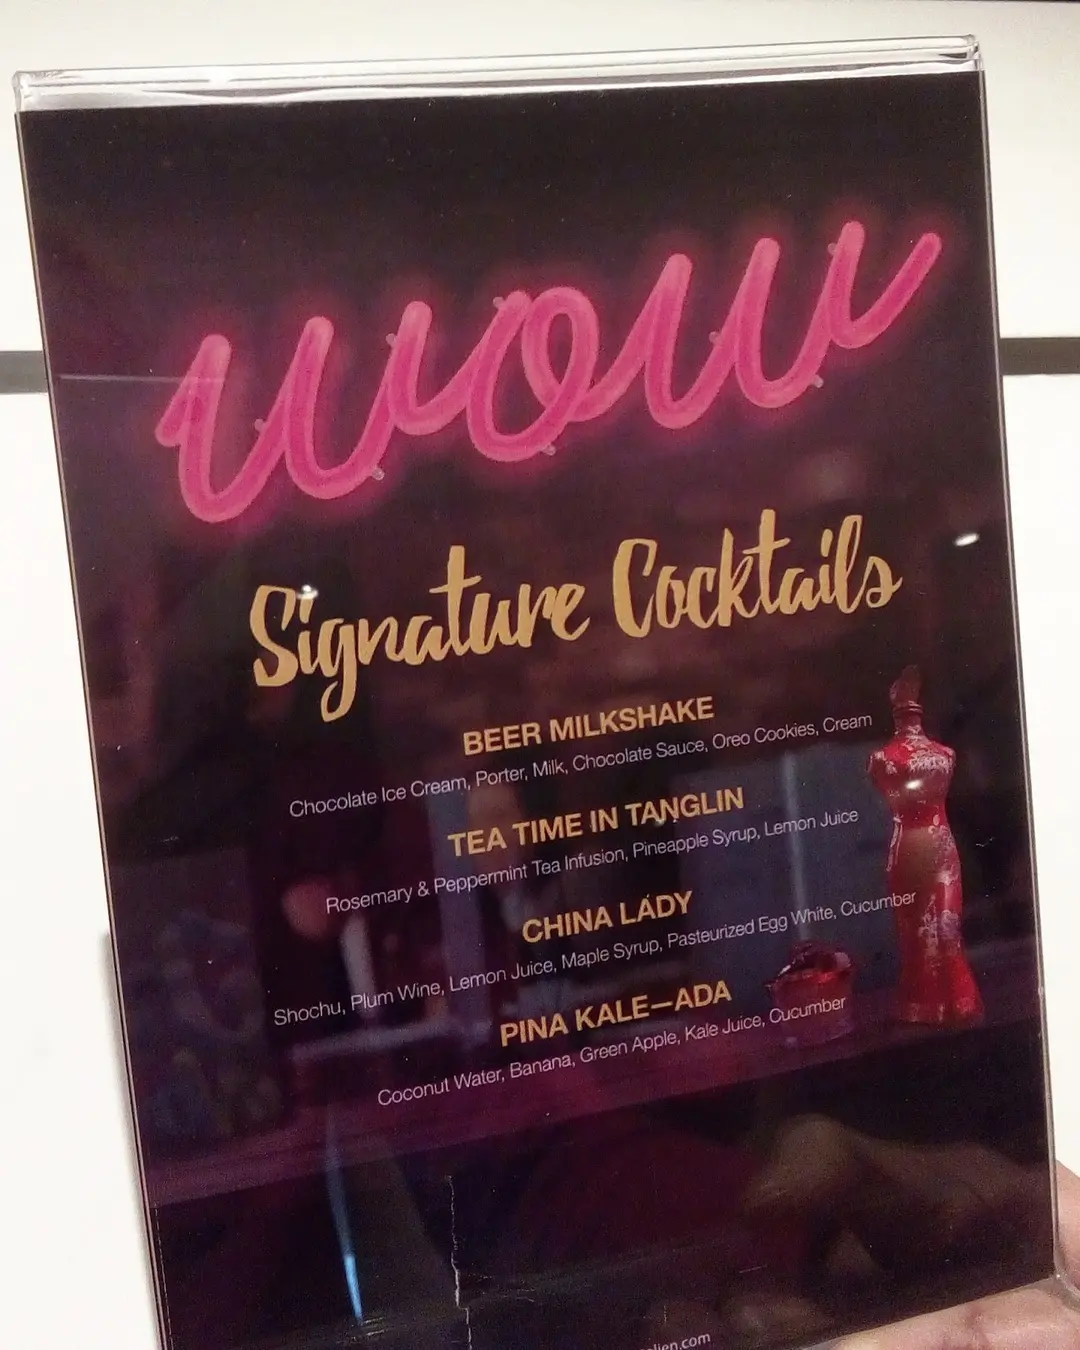 wow
Signature Cocktails
BEER MILKSHAKE
Chocolate Ice Cream, Porter, Milk, Chocolate Sauce, Oreo Cookies, Cream
TEA TIME IN TANGLIN
Rosemary & Peppermint Tea Infusion, Pineapple Syrup, Lemon Juice
CHINA LADY
Shochu, Plum Wine, Lemon Juice, Maple Syrup, Pasteurized Egg White, Cucumber
PINA KALE—ADA
Coconut Water, Banana, Green Apple, Kale Juice, Cucumber